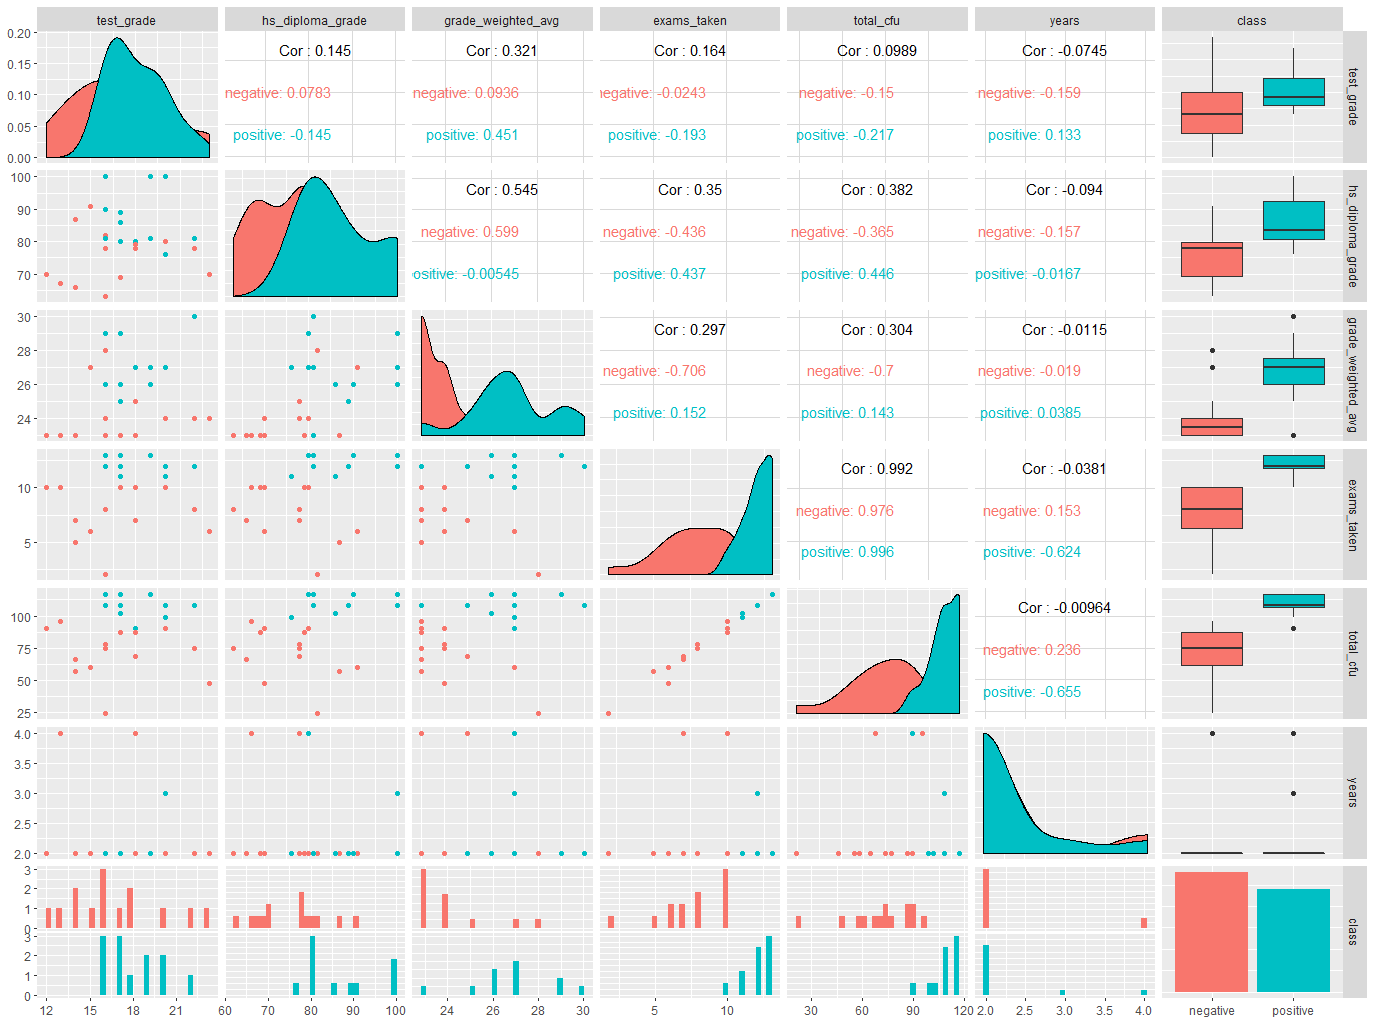 test_grade hs_diploma_grade grade_weighted_avg exams_taken total_cfu years class
0.20
0.15
0.10
0.05
0.00
Cor : 0.145
negative: 0.0783
positive: -0.145
Cor : 0.321
negative: 0.0936
positive: 0.451
Cor : 0.164
negative: -0.0243
positive: -0.193
Cor : 0.0989
negative: -0.15
positive: -0.217
Cor : -0.0745
negative: -0.159
positive: 0.133
test_grade
100
90
80
70
Cor : 0.545
negative: 0.599
ositive: -0.00545
Cor : 0.35
negative: -0.436
positive: 0.437
Cor : 0.382
negative: -0.365
positive: 0.446
Cor : -0.094
negative: -0.157
positive: -0.0167
hs_diploma_grade
30
28
26
24
Cor : 0.297
negative: -0.706
positive: 0.152
Cor : 0.304
negative: -0.7
positive: 0.143
Cor : -0.0115
negative: -0.019
positive: 0.0385
grade_weighted_avg
10
5
Cor : 0.992
negative: 0.976
positive: 0.996
Cor : -0.0381
negative: 0.153
positive: -0.624
exams_taken
100
75
50
25
Cor : -0.00964
negative: 0.236
positive: -0.655
total_cfu
4.0
3.5
3.0
2.5
2.0
years
3
2
1
0
3
2
1
0
class
12 15 18 21 60 70 80 90 100 24 26 28 30 5 10 30 60 90 120 2.0 2.5 3.0 3.5 4.0 negative positive